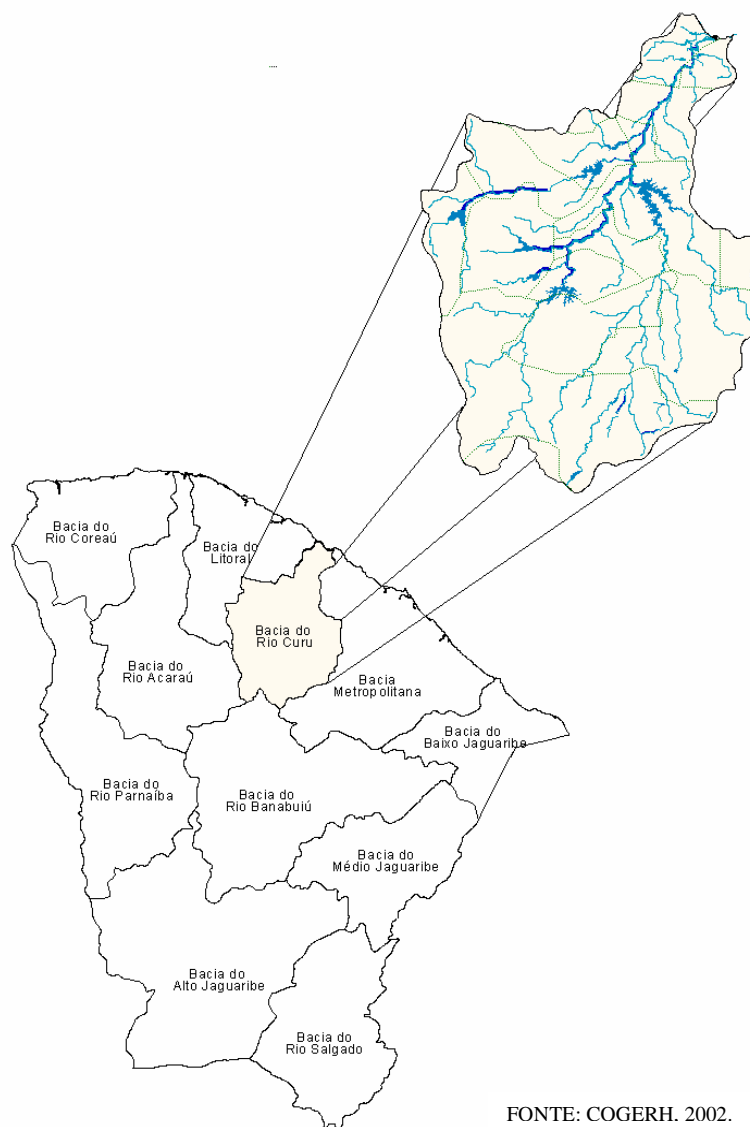 Bacia do
Rio Coreaú
Bacia do
Litoral
Bacia do
Rio Curu
Bacia do
Rio Acaraú
Bacia
Metropolitana
Bacia do
Baixo Jaguaribe
Bacia do
Rio Parnaíba
Bacia do
Rio Banabuiú
Bacia do
Médio Jaguaribe
Bacia do
Alto Jaguaribe
Bacia do
Rio Salgado
FONTE: COGERH, 2002.